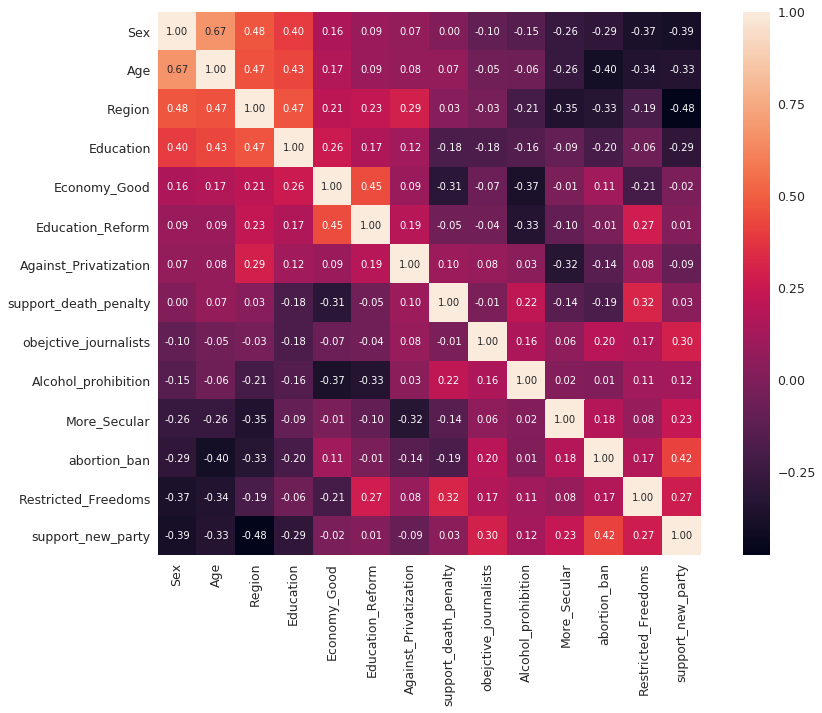 Sex 1.00 0.67 0.48 0.40 0.16 0.09 0.07 0.00 -0.10 -0.15 -0.26 -0.29 -0.37 -0.39
Age 0.67 1.00 0.47 0.43 0.17 0.09 0.08 0.07 -0.05 -0.06 -0.26 -0.40 -0.34 -0.33
Region 0.48 0.47 1.00 0.47 0.21 0.23 0.29 0.03 -0.03 -0.21 -0.35 -0.33 -0.19 -0.48
Education 0.40 0.43 0.47 1.00 0.26 0.17 0.12 -0.18 -0.18 -0.16 -0.09 -0.20 -0.06 -0.29
Economy_Good 0.16 0.17 0.21 0.26 1.00 0.45 0.09 -0.31 -0.07 -0.37 -0.01 0.11 -0.21 -0.02
Education_Reform 0.09 0.09 0.23 0.17 0.45 1.00 0.19 -0.05 -0.04 -0.33 -0.10 -0.01 0.27 0.01
Against_Privatization 0.07 0.08 0.29 0.12 0.09 0.19 1.00 0.10 0.08 0.03 -0.32 -0.14 0.08 -0.09
support_death_penalty 0.00 0.07 0.03 -0.18 -0.31 -0.05 0.10 1.00 -0.01 0.22 -0.14 -0.19 0.32 0.03
obejctive_journalists -0.10 -0.05 -0.03 -0.18 -0.07 -0.04 0.08 -0.01 1.00 0.16 0.06 0.20 0.17 0.30
Alcohol_prohibition -0.15 -0.06 -0.21 -0.16 -0.37 -0.33 0.03 0.22 0.16 1.00 0.02 0.01 0.11 0.12
More_Secular -0.26 -0.26 -0.35 -0.09 -0.01 -0.10 -0.32 -0.14 0.06 0.02 1.00 0.18 0.08 0.23
abortion_ban -0.29 -0.40 -0.33 -0.20 0.11 -0.01 -0.14 -0.19 0.20 0.01 0.18 1.00 0.17 0.42
Restricted_Freedoms -0.37 -0.34 -0.19 -0.06 -0.21 0.27 0.08 0.32 0.17 0.11 0.08 0.17 1.00 0.27
support_new_party -0.39 -0.33 -0.48 -0.29 -0.02 0.01 -0.09 0.03 0.30 0.12 0.23 0.42 0.27 1.00
Sex
Age
Region
Education
Economy_Good
Education_Reform
Against_Privatization
support_death_penalty
obejctive_journalists
Alcohol_prohibition
More_Secular
abortion_ban
Restricted_Freedoms
support_new_party
1.00
0.75
0.50
0.25
0.00
−0.25